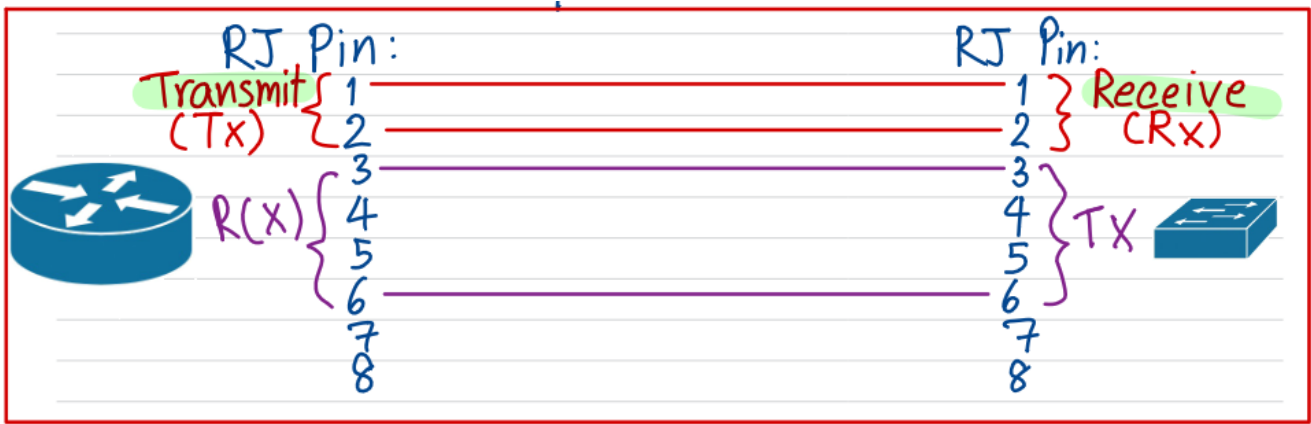 RJ Pin: RJ Pin:
Transmit 1 1 Receive
(Tx) 2 2 (Rx)
3 3
R(X) 4 4 TX
5 5
6 6
7 7
8 8